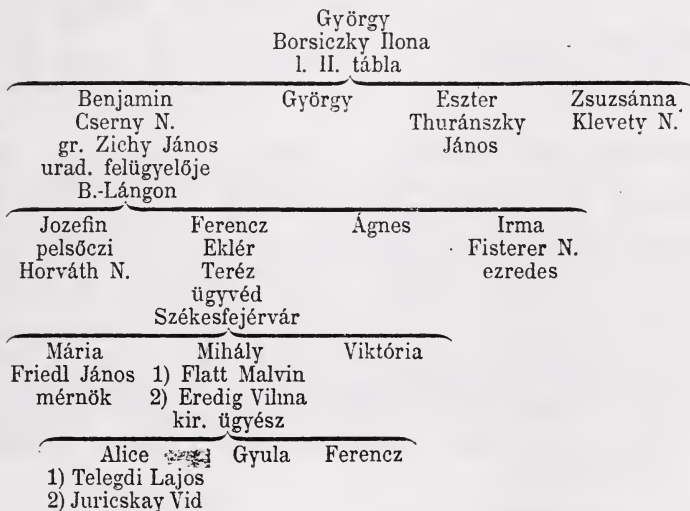 György
Borsiczky Ilona
l. II. tábla
Benjamin György Eszter Zsuzsánna
Cserny N. Thuránszky Klevety N.
gr. Zichy János János
urad. felügyelője
B.-Lángon
Jozefin Ferencz Ágnes Irma
pelsőczi Eklér Fisterer N.
Horváth N. Teréz ezredes
ügyvéd
Székesfejérvár
Mária Mihály Viktória
Friedl János 1) Flatt Malvin
mérnök 2) Eredig Vilma
kir. ügyész
Alice Gyula Ferencz
1) Telegdi Lajos
2) Juricskay Vid